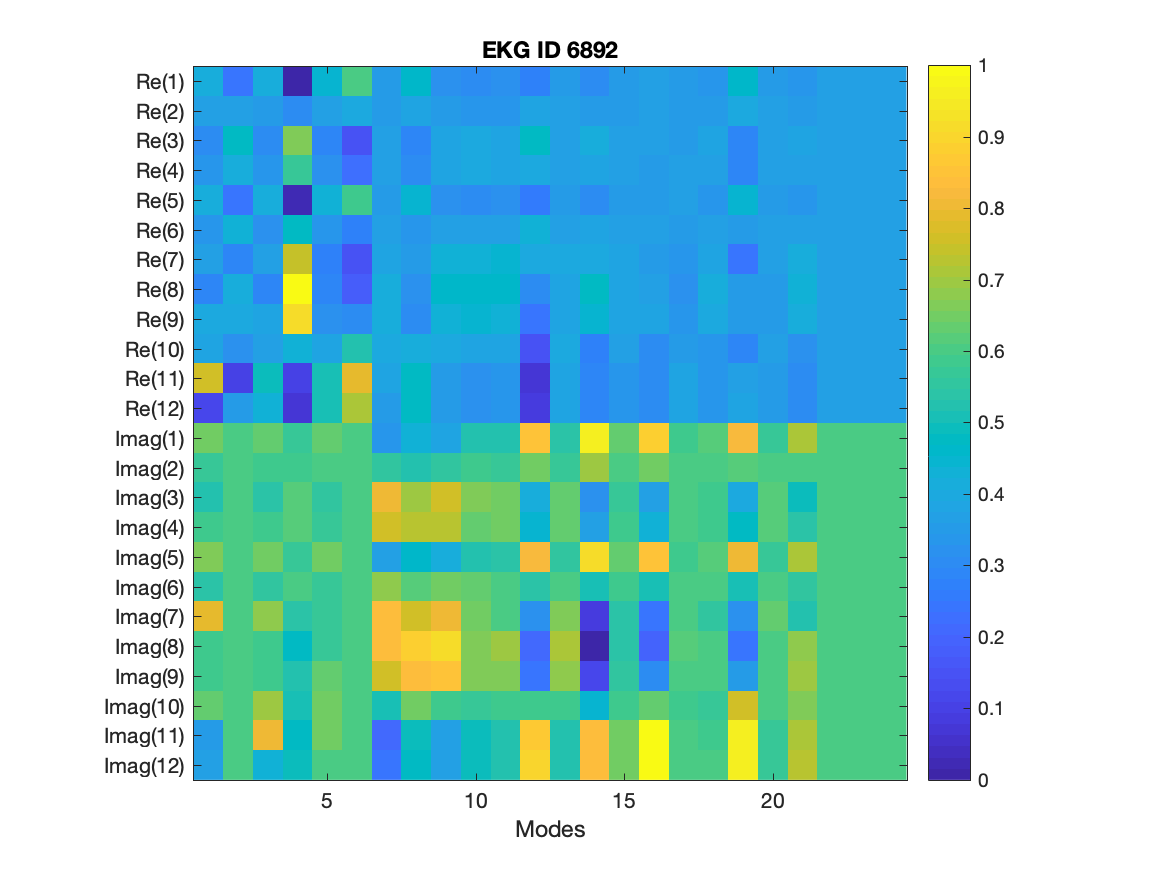 EKG ID 6892
Re(1)
Re(2)
Re(3)
Re(4)
Re(5)
Re(6)
Re(7)
Re(8)
Re(9)
Re(10)
Re(11)
Re(12)
Imag(1)
Imag(2)
Imag(3)
Imag(4)
Imag(5)
Imag(6)
Imag(7)
Imag(8)
Imag(9)
Imag(10)
Imag(11)
Imag(12)
5 10 15 20
Modes
1
0.9
0.8
0.7
0.6
0.5
0.4
0.3
0.2
0.1
0